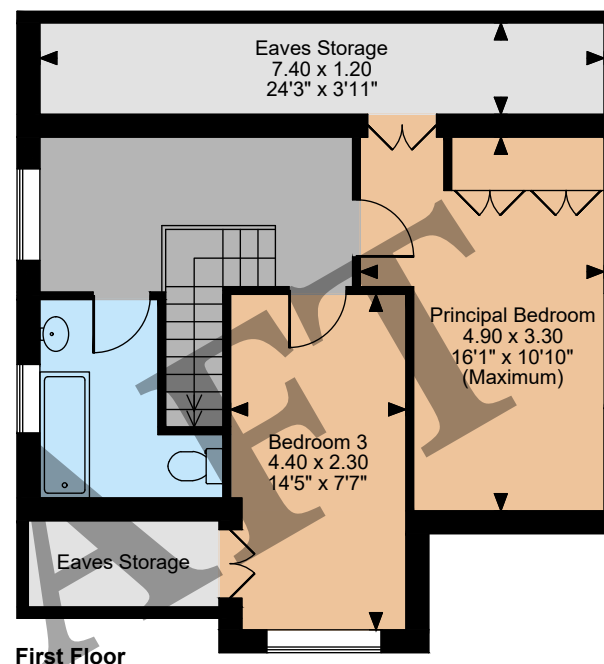 Eaves Storage
7.40 x 1.20
24'3" x 3'11"
Principal Bedroom
4.90 x 3.30
16'1" x 10'10"
(Maximum)
Bedroom 3
4.40 x 2.30
14'5" x 7'7"
Eaves Storage
First Floor
AFT